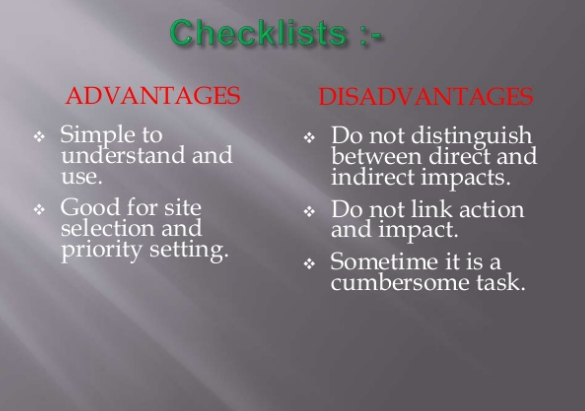 Checklists :-
ADVANTAGES
❖ Simple to
understand and
use.
❖ Good for site
selection and
priority setting.
DISADVANTAGES
❖ Do not distinguish
between direct and
indirect impacts.
❖ Do not link action
and impact.
❖ Sometime it is a
cumbersome task.